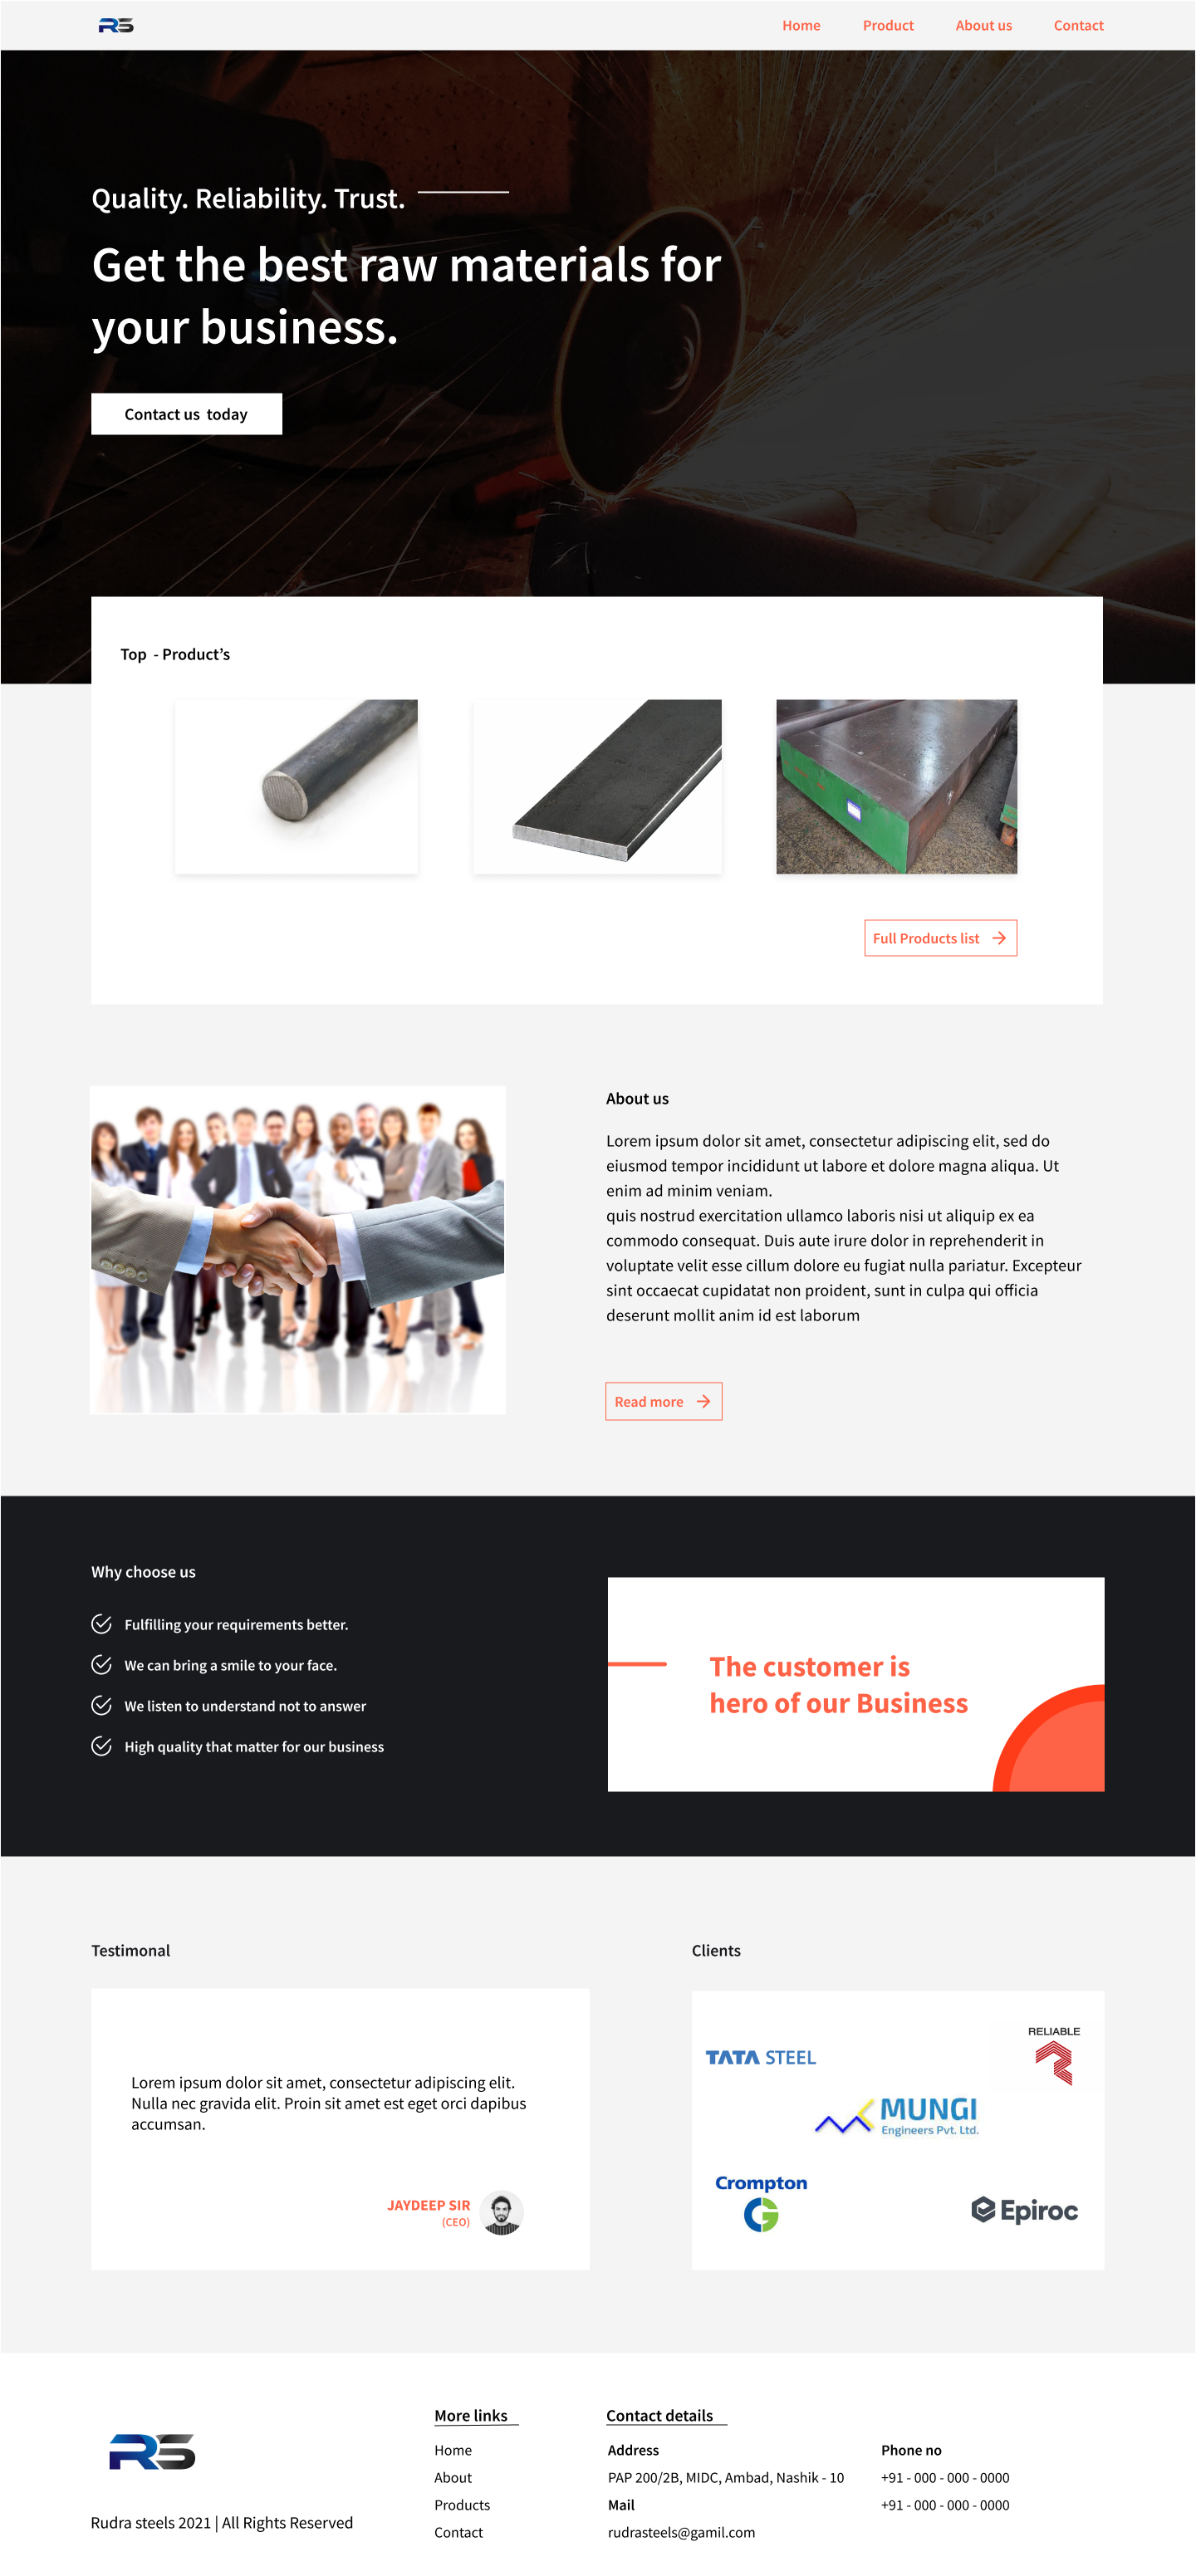 RS
Home Product About us Contact
Quality. Reliability. Trust.
Get the best raw materials for
your business.
Contact us today
Top - Product’s
Full Products list
About us
Lorem ipsum dolor sit amet, consectetur adipiscing elit, sed do
eiusmod tempor incididunt ut labore et dolore magna aliqua. Ut
enim ad minim veniam.
quis nostrud exercitation ullamco laboris nisi ut aliquip ex ea
commodo consequat. Duis aute irure dolor in reprehenderit in
voluptate velit esse cillum dolore eu fugiat nulla pariatur. Excepteur
sint occaecat cupidatat non proident, sunt in culpa qui officia
deserunt mollit anim id est laborum
Read more
Why choose us
Fulfilling your requirements better.
We can bring a smile to your face.
We listen to understand not to answer
High quality that matter for our business
The customer is
hero of our Business
Testimonal
Lorem ipsum dolor sit amet, consectetur adipiscing elit.
Nulla nec gravida elit. Proin sit amet est eget orci dapibus
accumsan.
JAYDEEP SIR
(CEO)
Clients
RELIABLE
TATA STEEL
MUNGI
Engineers Pvt. Ltd.
Crompton
Epiroc
RS
Rudra steels 2021 | All Rights Reserved
More links
Home
About
Products
Contact
Contact details
Address
PAP 200/2B, MIDC, Ambad, Nashik - 10
Mail
rudrasteels@gamil.com
Phone no
+91 - 000 - 000 - 0000
+91 - 000 - 000 - 0000